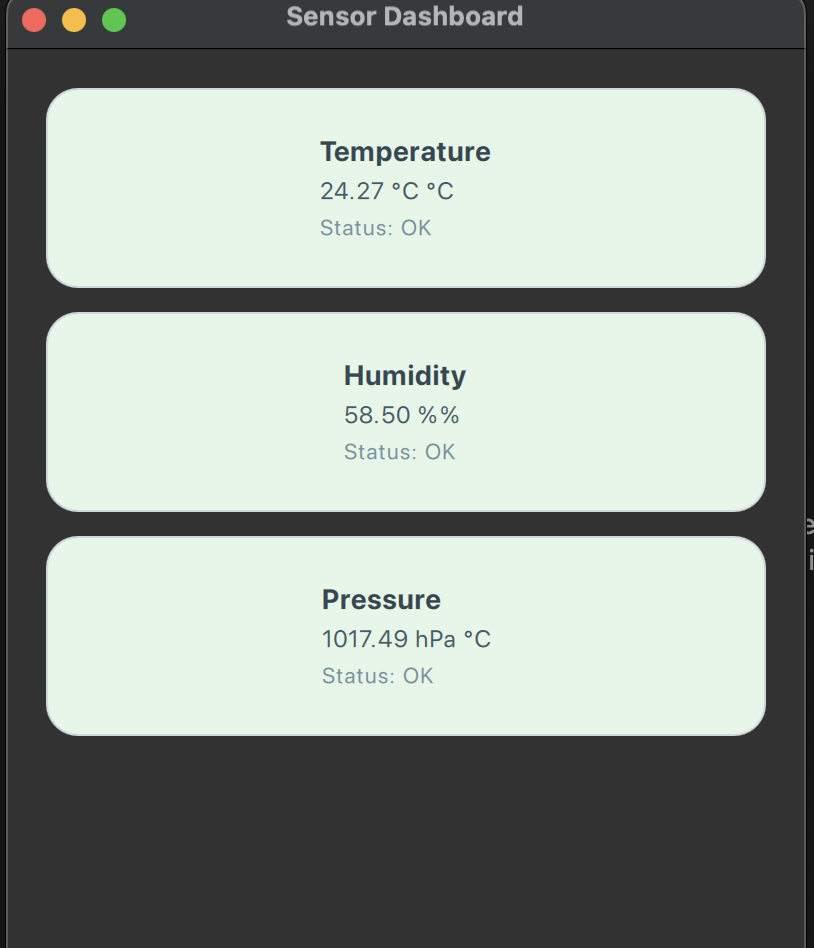 Sensor Dashboard
Temperature
24.27 °C °C
Status: OK
Humidity
58.50 %%
Status: OK
Pressure
1017.49 hPa °C
Status: OK